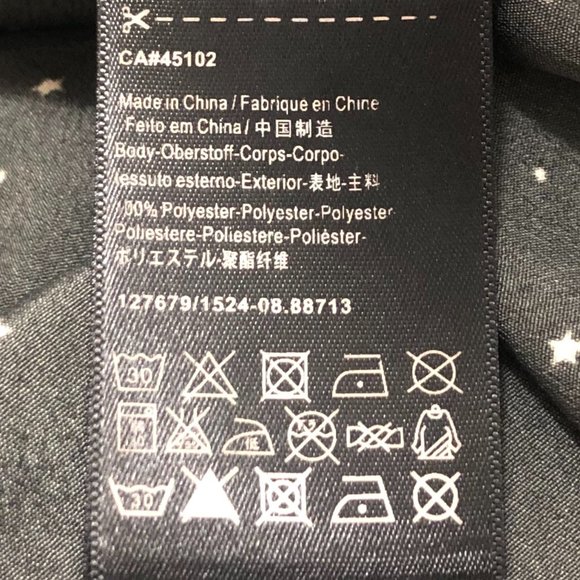 CA#45102
Made in China / Fabrique en Chine
Feito em China / 中国制造
Body-Oberstoff-Corps-Corpo-
tessuto esterno-Exterior-表地-主料
100% Polyester-Polyester-Polyester
Poliestere-Poliestere-Poliéster-
ポリエステル-聚酯纤维
127679/1524-08.88713
30
30